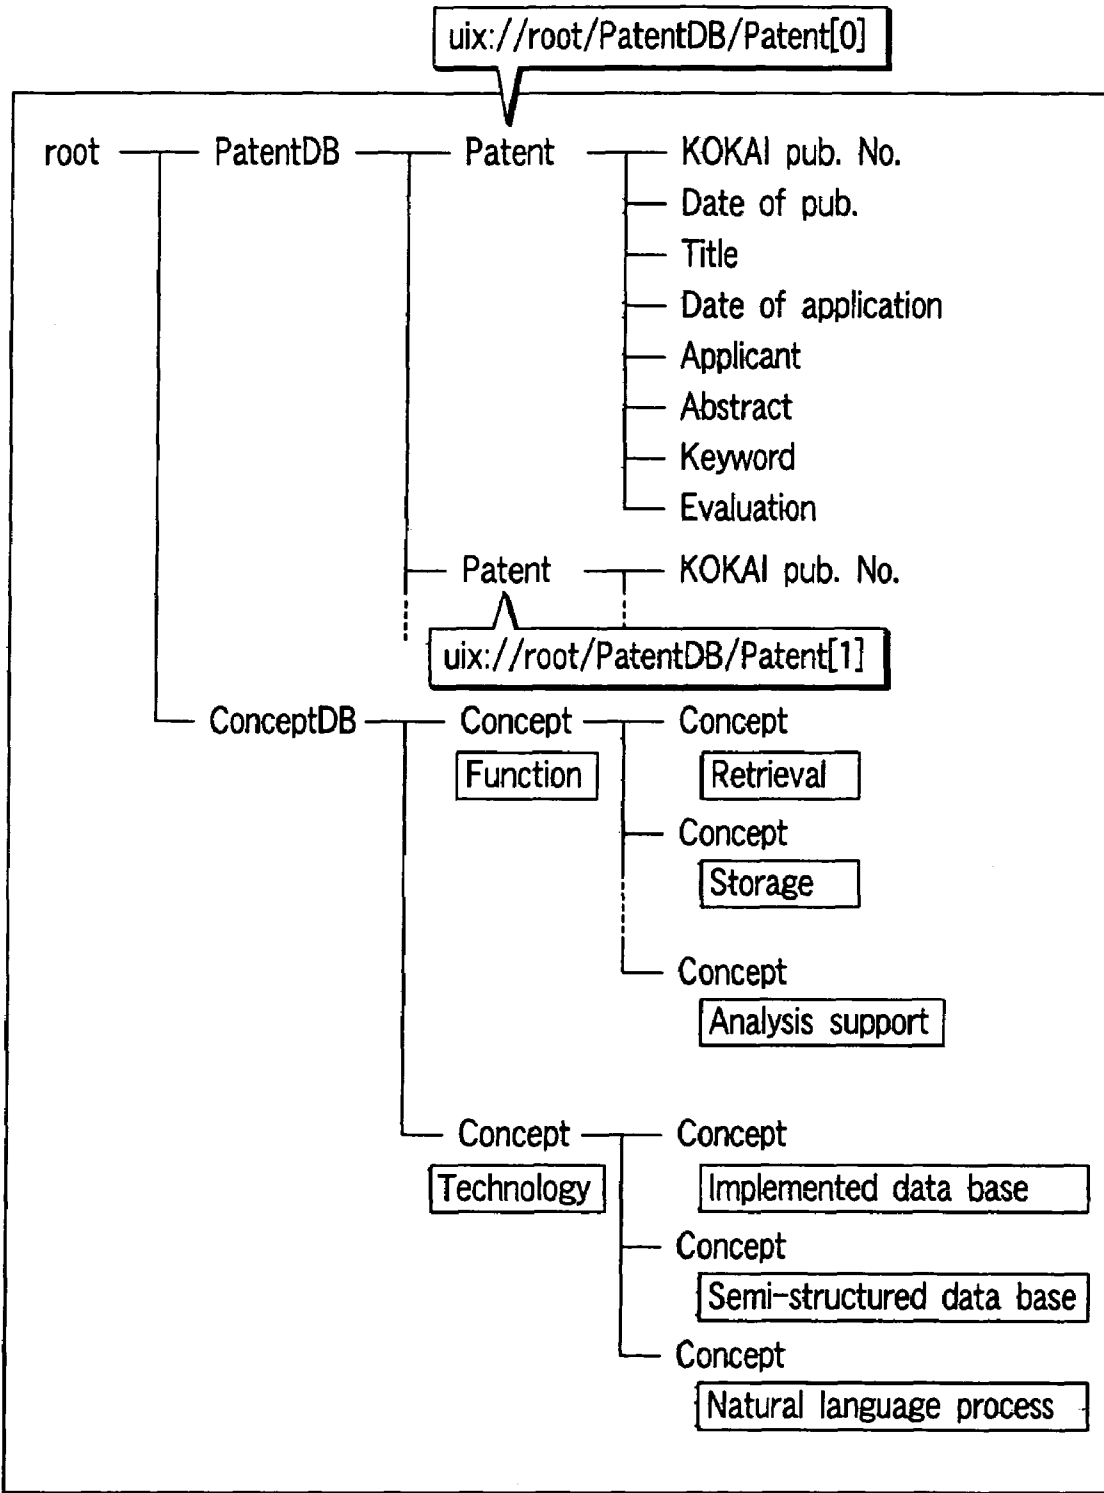 uix://root/PatentDB/Patent[0]
root PatentDB Patent KOKAI pub. No.
Date of pub.
Title
Date of application
Applicant
Abstract
Keyword
Evaluation
Patent KOKAI pub. No.
uix://root/PatentDB/Patent[1]
ConceptDB Concept Concept
Function Retrieval
Concept
Storage
Concept
Analysis support
Concept Concept
Technology Implemented data base
Concept
Semi-structured data base
Concept
Natural language process